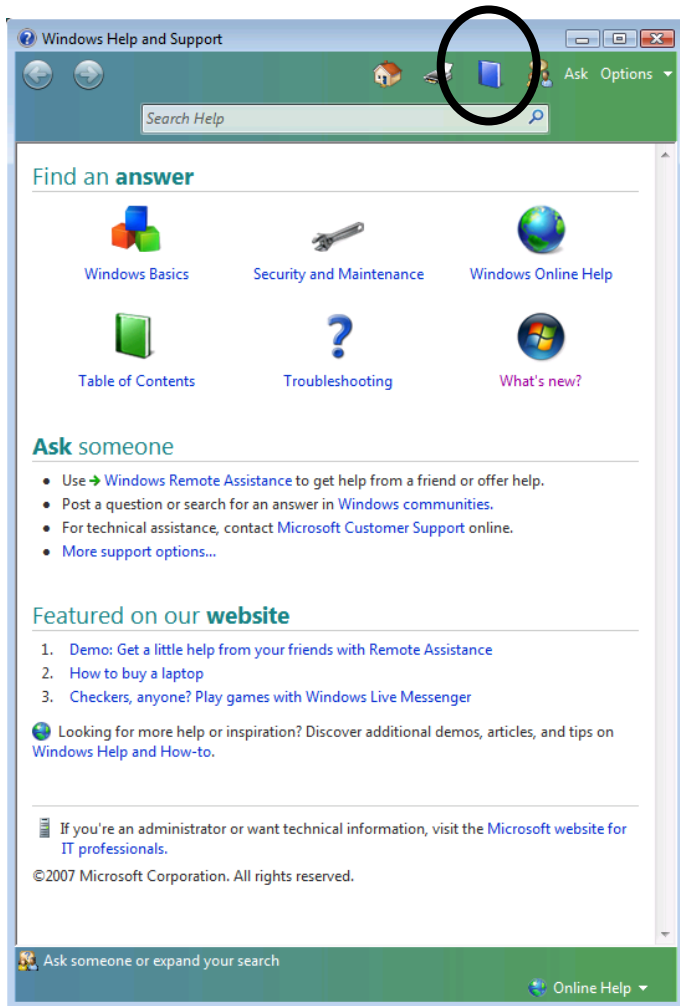 Windows Help and Support
Ask Options
Search Help
Find an answer
Windows Basics
Security and Maintenance
Windows Online Help
Table of Contents
Troubleshooting
What's new?
Ask someone
Use Windows Remote Assistance to get help from a friend or offer help.
Post a question or search for an answer in Windows communities.
For technical assistance, contact Microsoft Customer Support online.
More support options...
Featured on our website
1. Demo: Get a little help from your friends with Remote Assistance
2. How to buy a laptop
3. Checkers, anyone? Play games with Windows Live Messenger
Looking for more help or inspiration? Discover additional demos, articles, and tips on
Windows Help and How-to.
If you're an administrator or want technical information, visit the Microsoft website for
IT professionals.
©2007 Microsoft Corporation. All rights reserved.
Ask someone or expand your search
Online Help